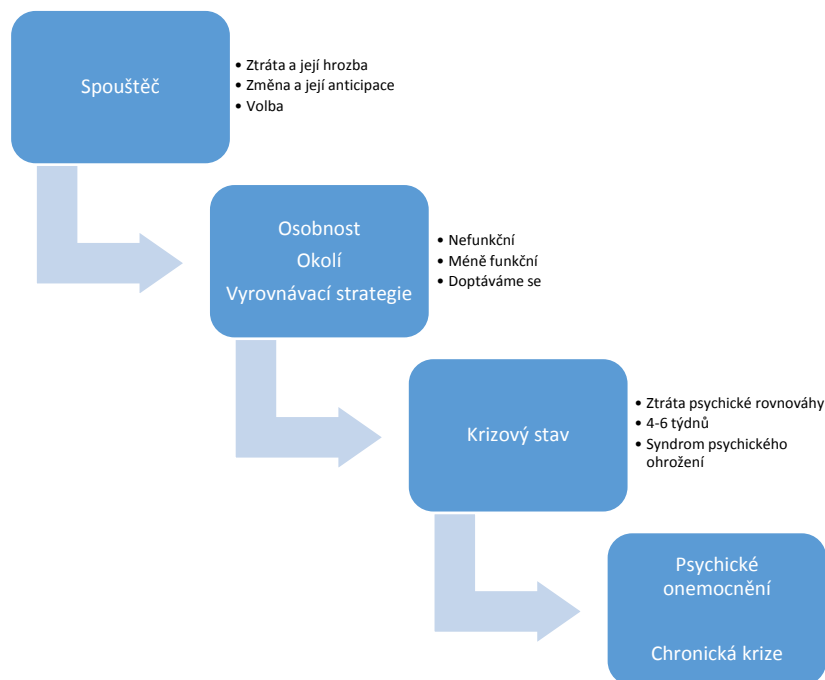 Spouštěč
• Ztráta a její hrozba
• Změna a její anticipace
• Volba
Osobnost
Okolí
Vyrovnávací strategie
• Nefunkční
• Méně funkční
• Doptáváme se
Krizový stav
• Ztráta psychické rovnováhy
• 4-6 týdnů
• Syndrom psychického
ohrožení
Psychické
onemocnění
Chronická krize